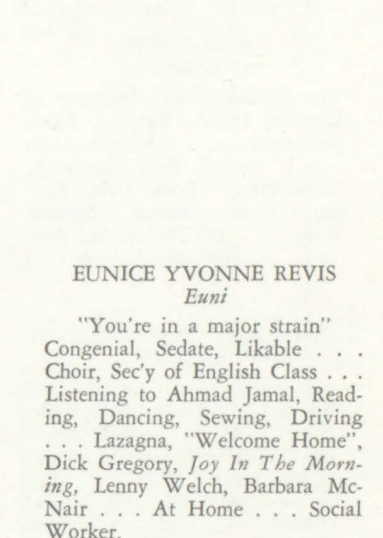 EUNICE YVONNE REVIS
Euni
"You're in a major strain"
Congenial, Sedate, Likable . . .
Choir, Sec'y of English Class . . .
Listening to Ahmad Jamal, Read-
ing, Dancing, Sewing, Driving
. . . Lazagna, "Welcome Home",
Dick Gregory, Joy In The Morn-
ing, Lenny Welch, Barbara Mc-
Nair . . . At Home . . . Social
Worker.